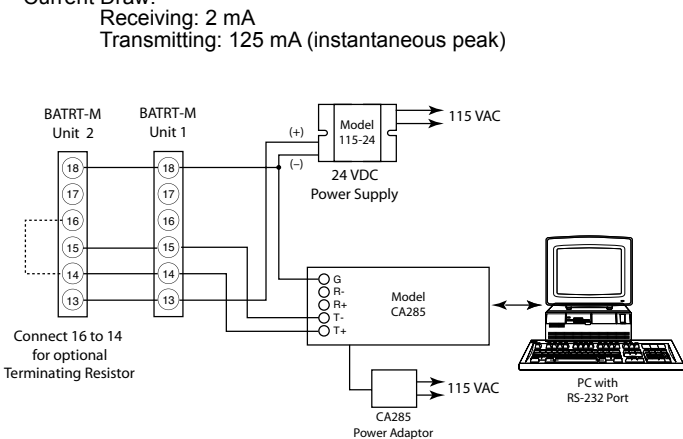 Current Draw:
Receiving: 2 mA
Transmitting: 125 mA (instantaneous peak)
BATRT-M
Unit 2
BATRT-M
Unit 1
18
17
16
15
14
13
18
17
16
15
14
13
Connect 16 to 14
for optional
Terminating Resistor
(+)
(–)
Model
115-24
115 VAC
24 VDC
Power Supply
G
R-
R+
T-
T+
Model
CA285
115 VAC
CA285
Power Adaptor
PC with
RS-232 Port